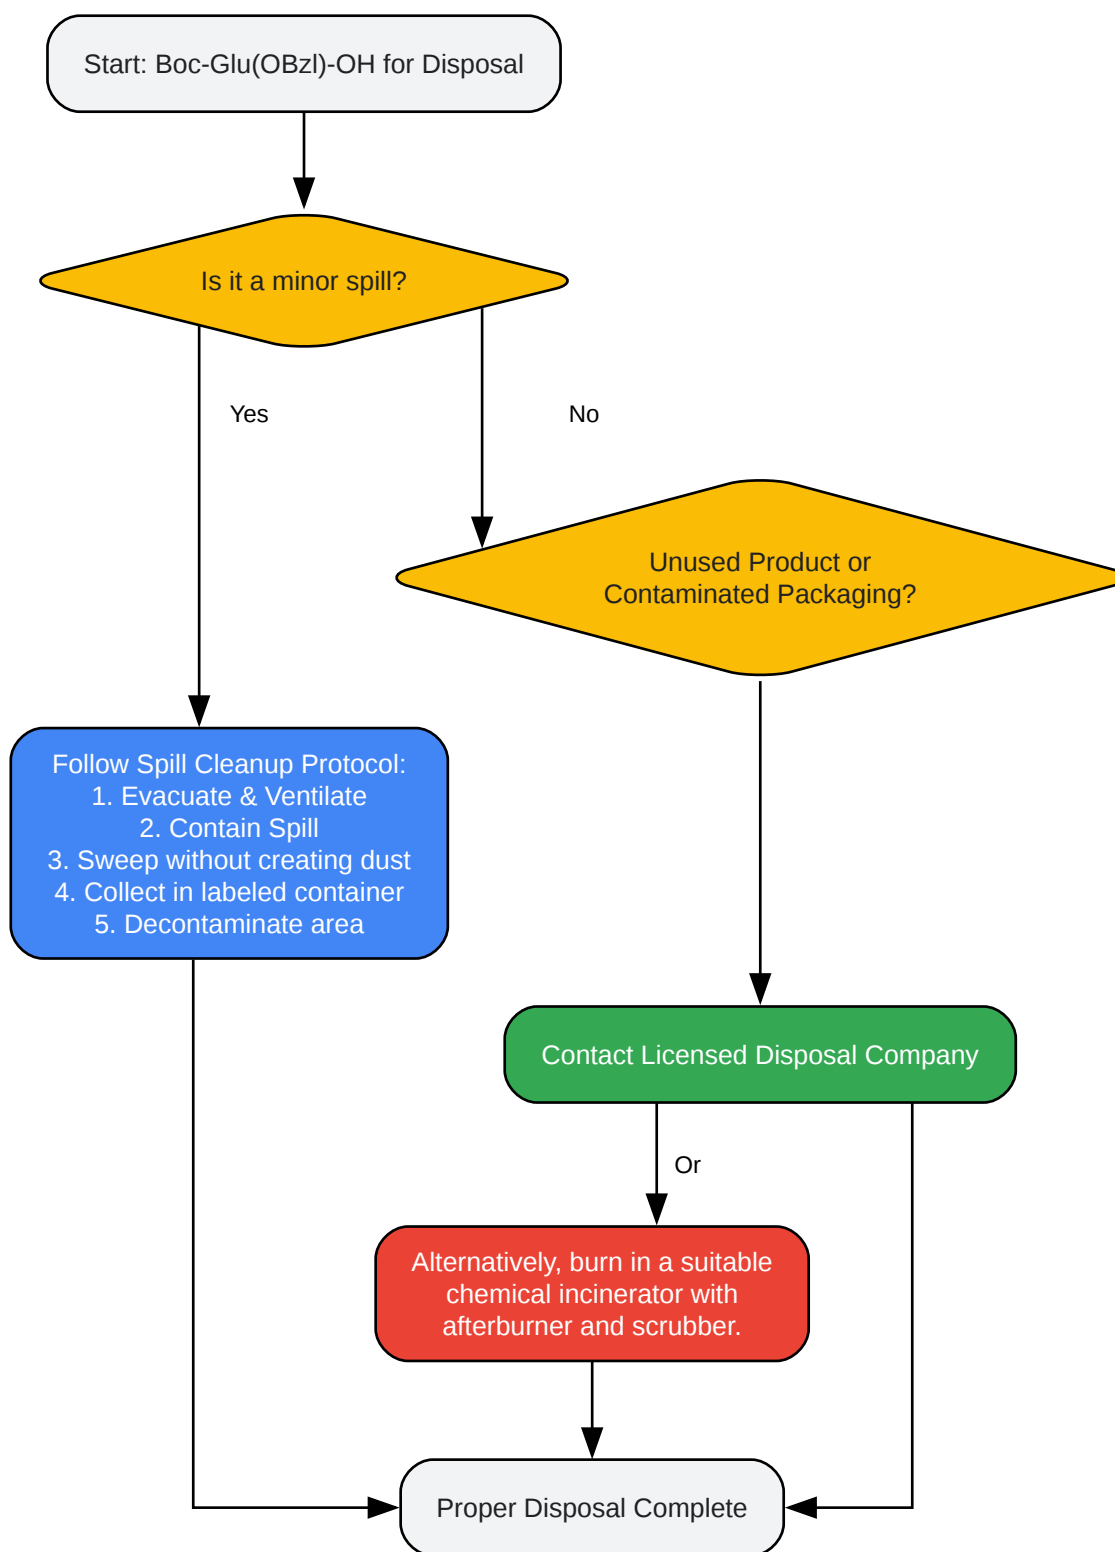 Start: Boc-Glu(OBzl)-OH for Disposal
Is it a minor spill?
Yes
No
Unused Product or
Contaminated Packaging?
Follow Spill Cleanup Protocol:
1. Evacuate & Ventilate
2. Contain Spill
3. Sweep without creating dust
4. Collect in labeled container
5. Decontaminate area
Contact Licensed Disposal Company
Or
Alternatively, burn in a suitable
chemical incinerator with
afterburner and scrubber.
Proper Disposal Complete